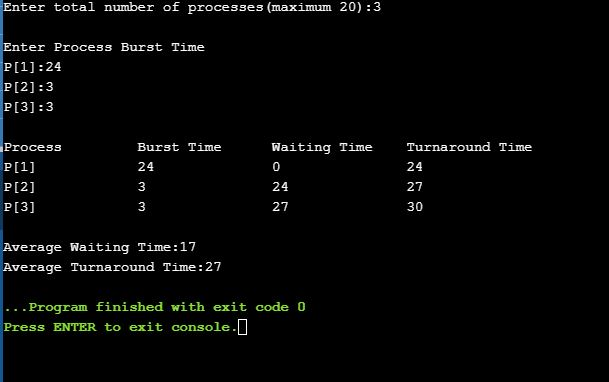 Enter total number of processes(maximum 20):3
Enter Process Burst Time
P[1]:24
P[2]:3
P[3]:3
Process Burst Time Waiting Time Turnaround Time
P[1] 24 0 24
P[2] 3 24 27
P[3] 3 27 30
Average Waiting Time:17
Average Turnaround Time:27
...Program finished with exit code 0
Press ENTER to exit console.